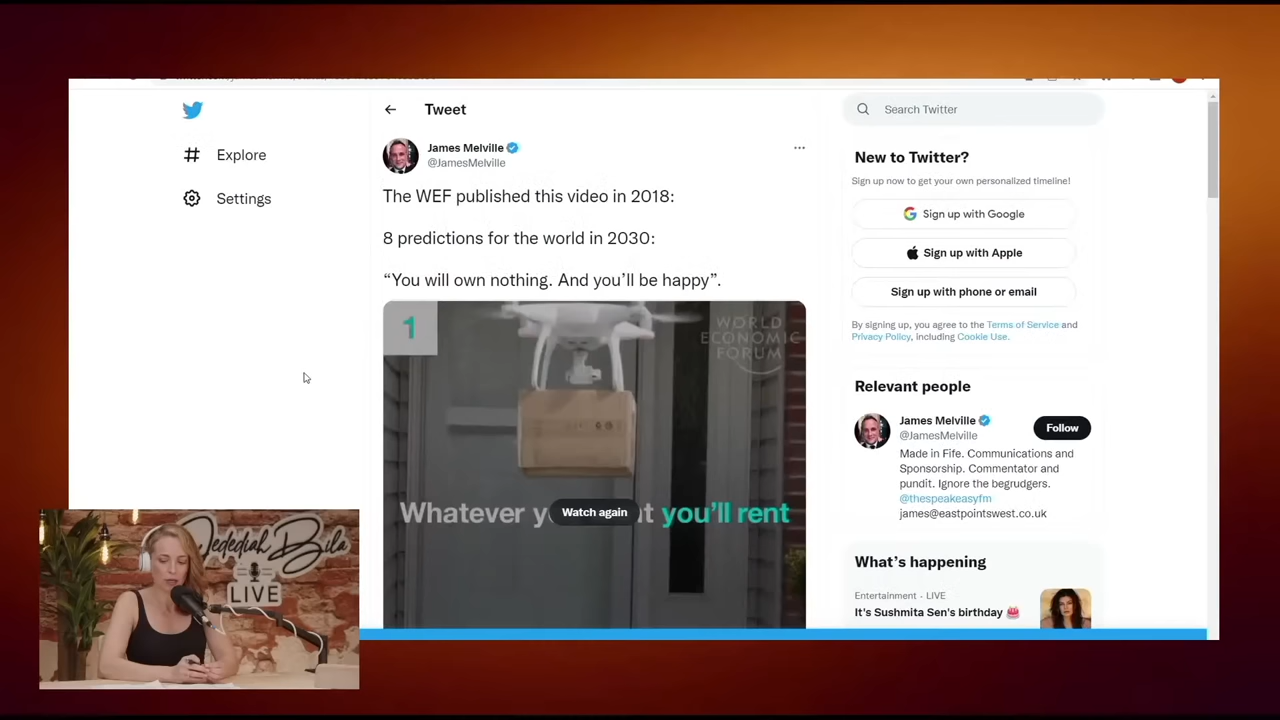 Tweet
Search Twitter
Explore
Settings
James Melville
@JamesMelville
The WEF published this video in 2018:
8 predictions for the world in 2030:
“You will own nothing. And you’ll be happy”.
1
WORLD
ECONOMIC
FORUM
Whatever
you’ll rent
Watch again
New to Twitter?
Sign up now to get your own personalized timeline!
Sign up with Google
Sign up with Apple
Sign up with phone or email
By signing up, you agree to the Terms of Service and
Privacy Policy, including Cookie Use.
Relevant people
James Melville
@JamesMelville
Follow
Made in Fife. Communications and
Sponsorship. Commentator and
pundit. Ignore the begrudgers.
@thespeakeasyfm
james@eastpointswest.co.uk
What’s happening
Entertainment · LIVE
It's Sushmita Sen's birthday
Jedediah Bila
LIVE